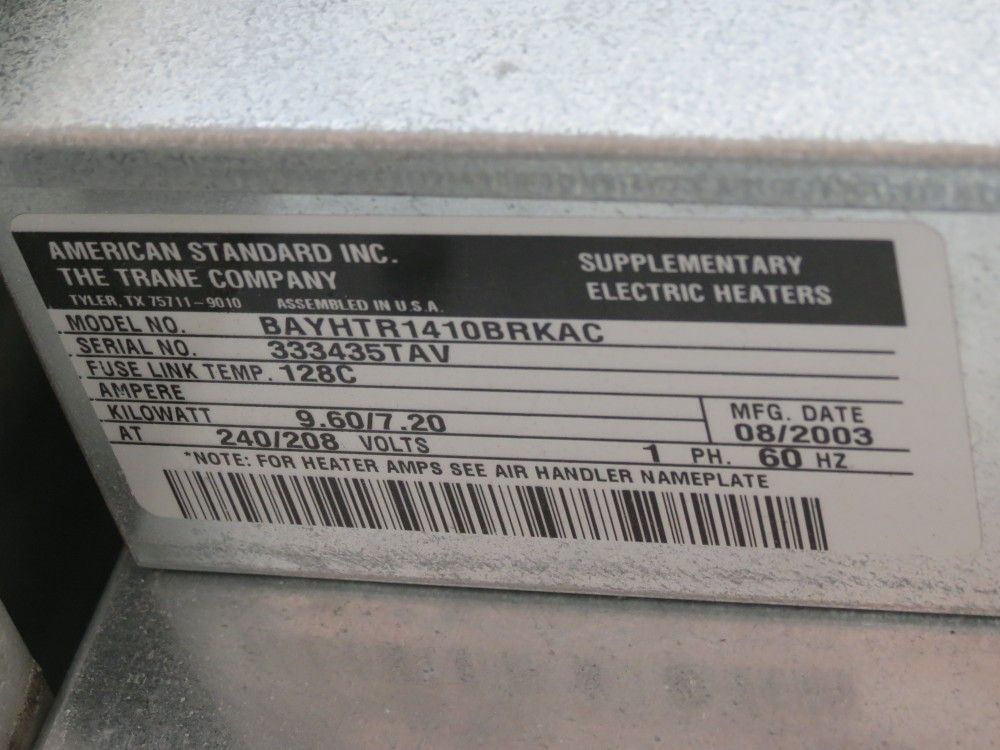 AMERICAN STANDARD INC.
THE TRANE COMPANY
TYLER, TX 75711-9010 ASSEMBLED IN U.S.A.
SUPPLEMENTARY
ELECTRIC HEATERS
MODEL NO. BAYHTR1410BRKAC
SERIAL NO. 333435TAV
FUSE LINK TEMP. 128C
AMPERE
KILOWATT 9.60/7.20
MFG. DATE
08/2003
AT 240/208 VOLTS 1 PH. 60 HZ
*NOTE: FOR HEATER AMPS SEE AIR HANDLER NAMEPLATE